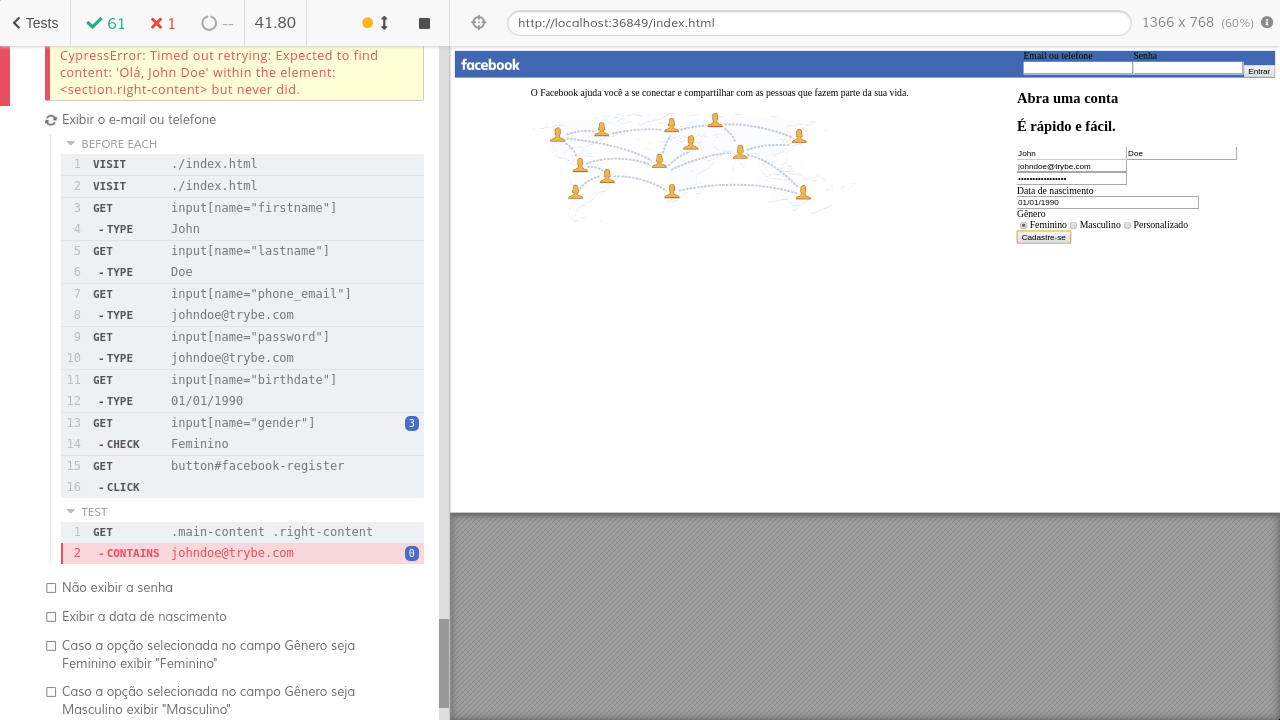 Tests
61
1
--
41.80
http://localhost:36849/index.html
1366 x 768 (60%)
CypressError: Timed out retrying: Expected to find
content: 'Olá, John Doe' within the element:
<section.right-content> but never did.
Exibir o e-mail ou telefone
BEFORE EACH
1 VISIT ./index.html
2 VISIT ./index.html
3 GET input[name="firstname"]
4 -TYPE John
5 GET input[name="lastname"]
6 -TYPE Doe
7 GET input[name="phone_email"]
8 -TYPE johndoe@trybe.com
9 GET input[name="password"]
10 -TYPE johndoe@trybe.com
11 GET input[name="birthdate"]
12 -TYPE 01/01/1990
13 GET input[name="gender"] 3
14 -CHECK Feminino
15 GET button#facebook-register
16 -CLICK
TEST
1 GET .main-content .right-content
2 -CONTAINS johndoe@trybe.com 0
Não exibir a senha
Exibir a data de nascimento
Caso a opção selecionada no campo Gênero seja
Feminino exibir "Feminino"
Caso a opção selecionada no campo Gênero seja
Masculino exibir "Masculino"
facebook
Email ou telefone Senha
Entrar
O Facebook ajuda você a se conectar e compartilhar com as pessoas que fazem parte da sua vida.
Abra uma conta
É rápido e fácil.
John Doe
johndoe@trybe.com
•••••••••••••••••
Data de nascimento
01/01/1990
Gênero
Feminino Masculino Personalizado
Cadastre-se